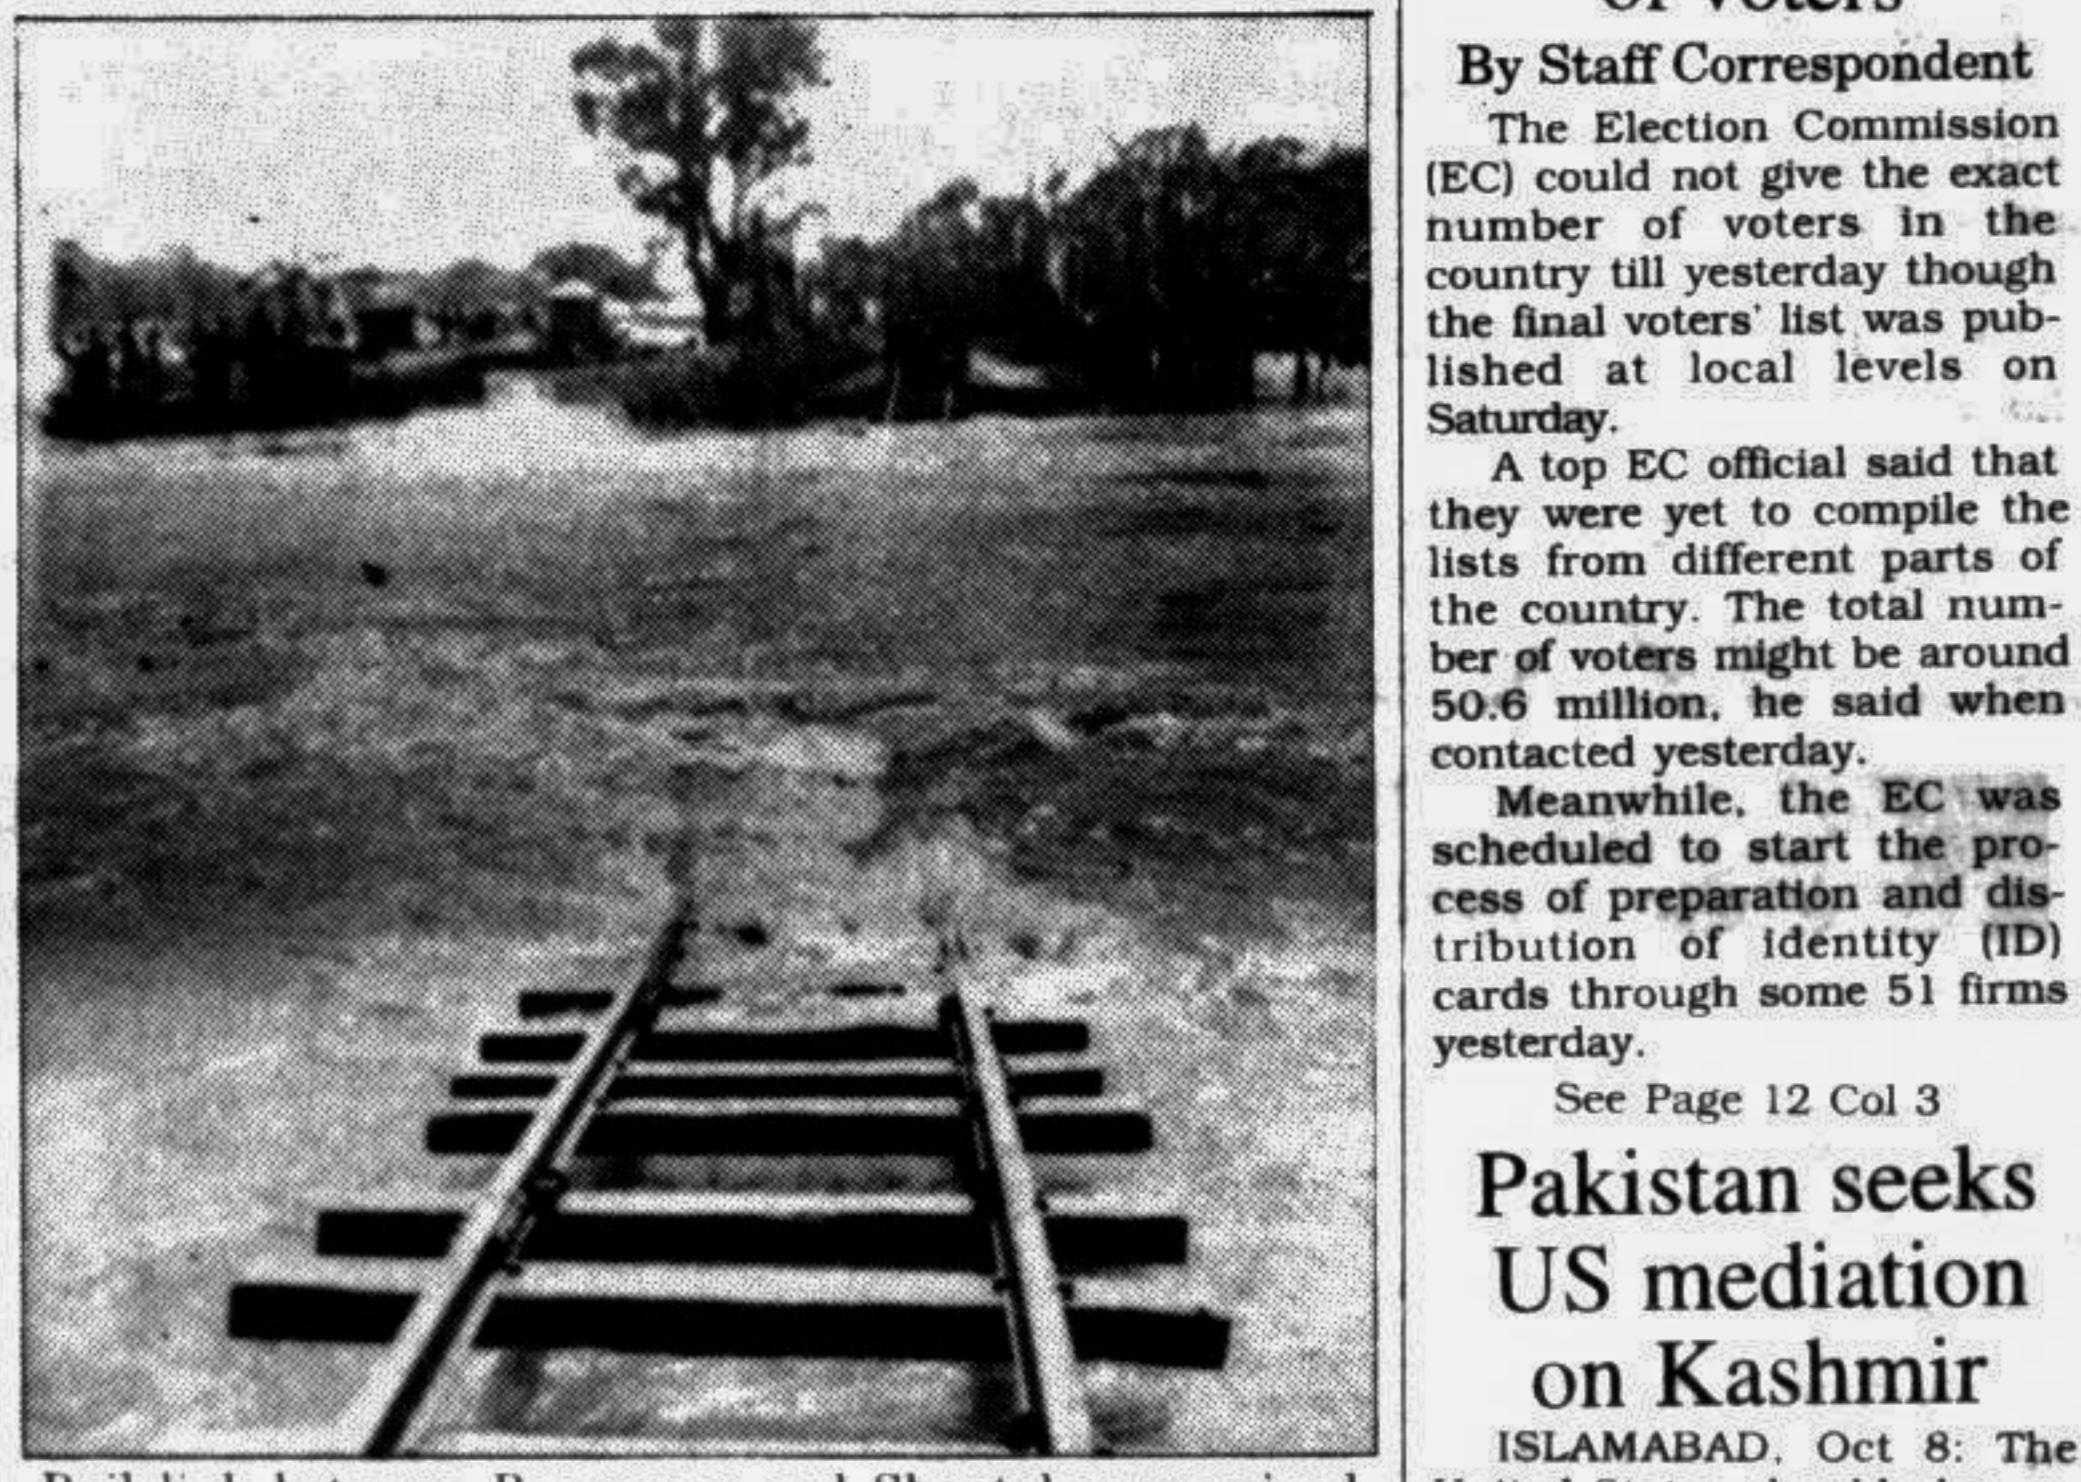 of voters
By Staff Correspondent
The Election Commission
(EC) could not give the exact
number of voters in the
country till yesterday though
the final voters' list was pub-
lished at local levels on
Saturday.
A top EC official said that
they were yet to compile the
lists from different parts of
the country. The total num-
ber of voters might be around
50.6 million, he said when
contacted yesterday.
Meanwhile, the EC was
scheduled to start the pro-
cess of preparation and dis-
tribution of identity (ID)
cards through some 51 firms
yesterday.
See Page 12 Col 3
Pakistan seeks
US mediation
on Kashmir
ISLAMABAD, Oct 8: The